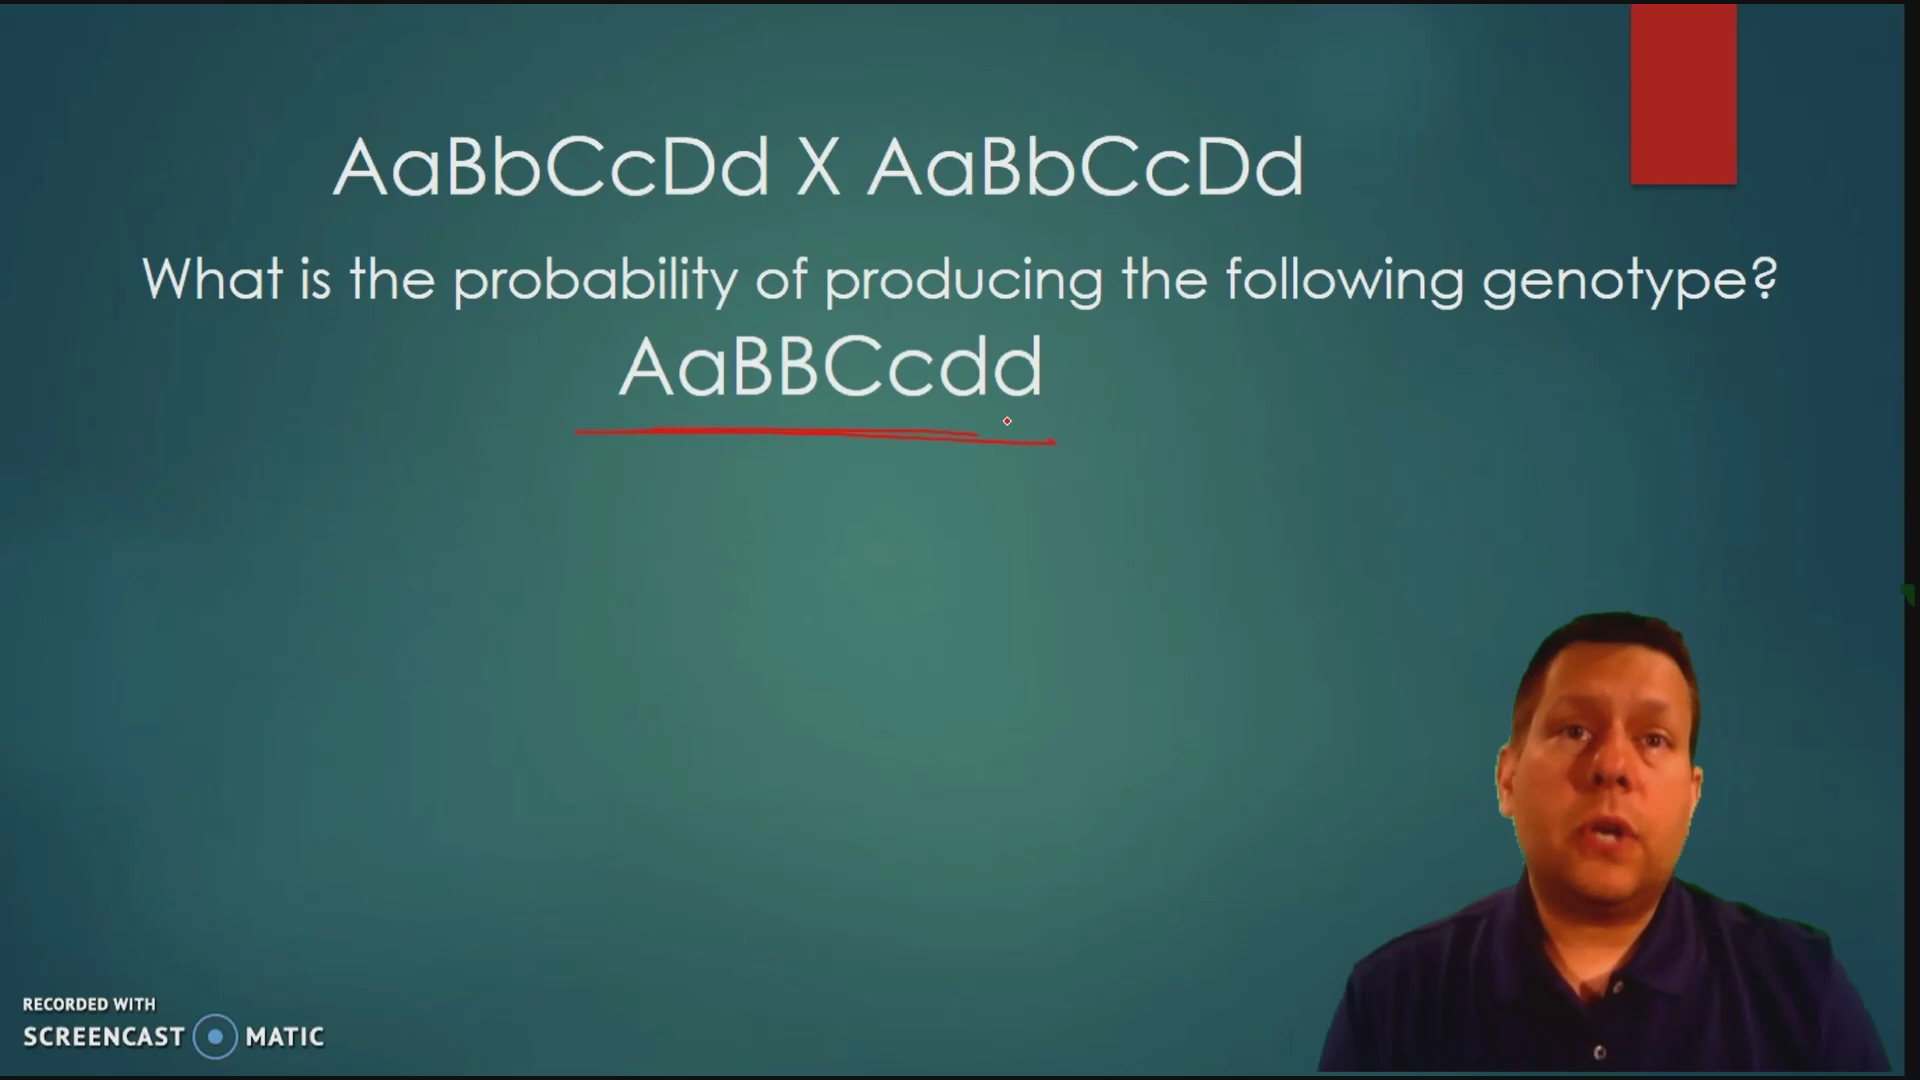 AaBbCcDd X AaBbCcDd
What is the probability of producing the following genotype?
AaBBCcdd
RECORDED WITH
SCREENCAST MATIC